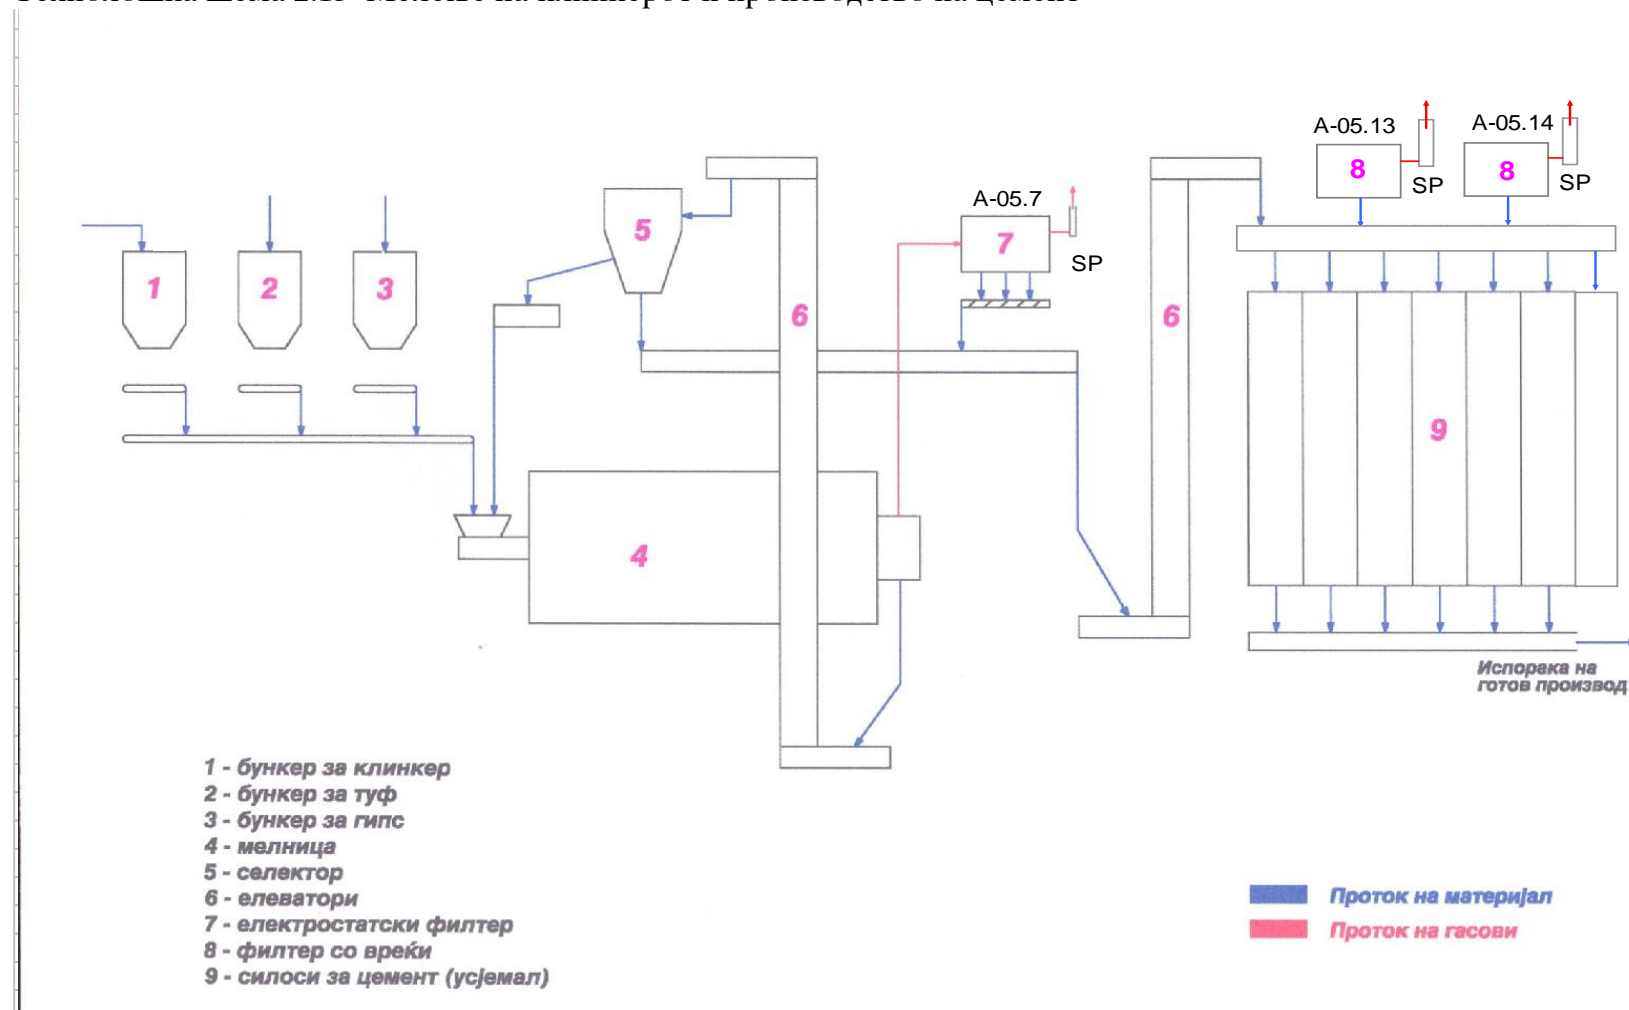 A-05.13
A-05.14
8
8
SP
SP
A-05.7
5
7
SP
1
2
3
6
6
9
4
Испорака на
готов производ
1 - бункер за клинкер
2 - бункер за туф
3 - бункер за гипс
4 - мелница
5 - селектор
6 - елеватори
7 - електростатски филтер
8 - филтер со вреќи
9 - силоси за цемент (усјемал)
Проток на материјал
Проток на гасови